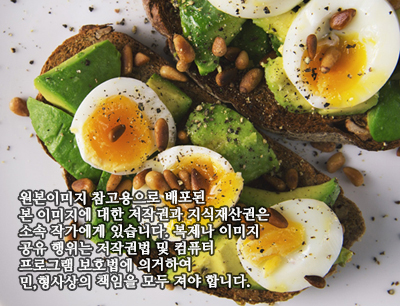 원본이미지 참고용으로 배포된
본 이미지에 대한 저작권과 지식재산권은
소속 작가에게 있습니다. 복제나 이미지
공유 행위는 저작권법 및 컴퓨터
프로그램 보호법에 의거하여
민,형사상의 책임을 모두 져야 합니다.